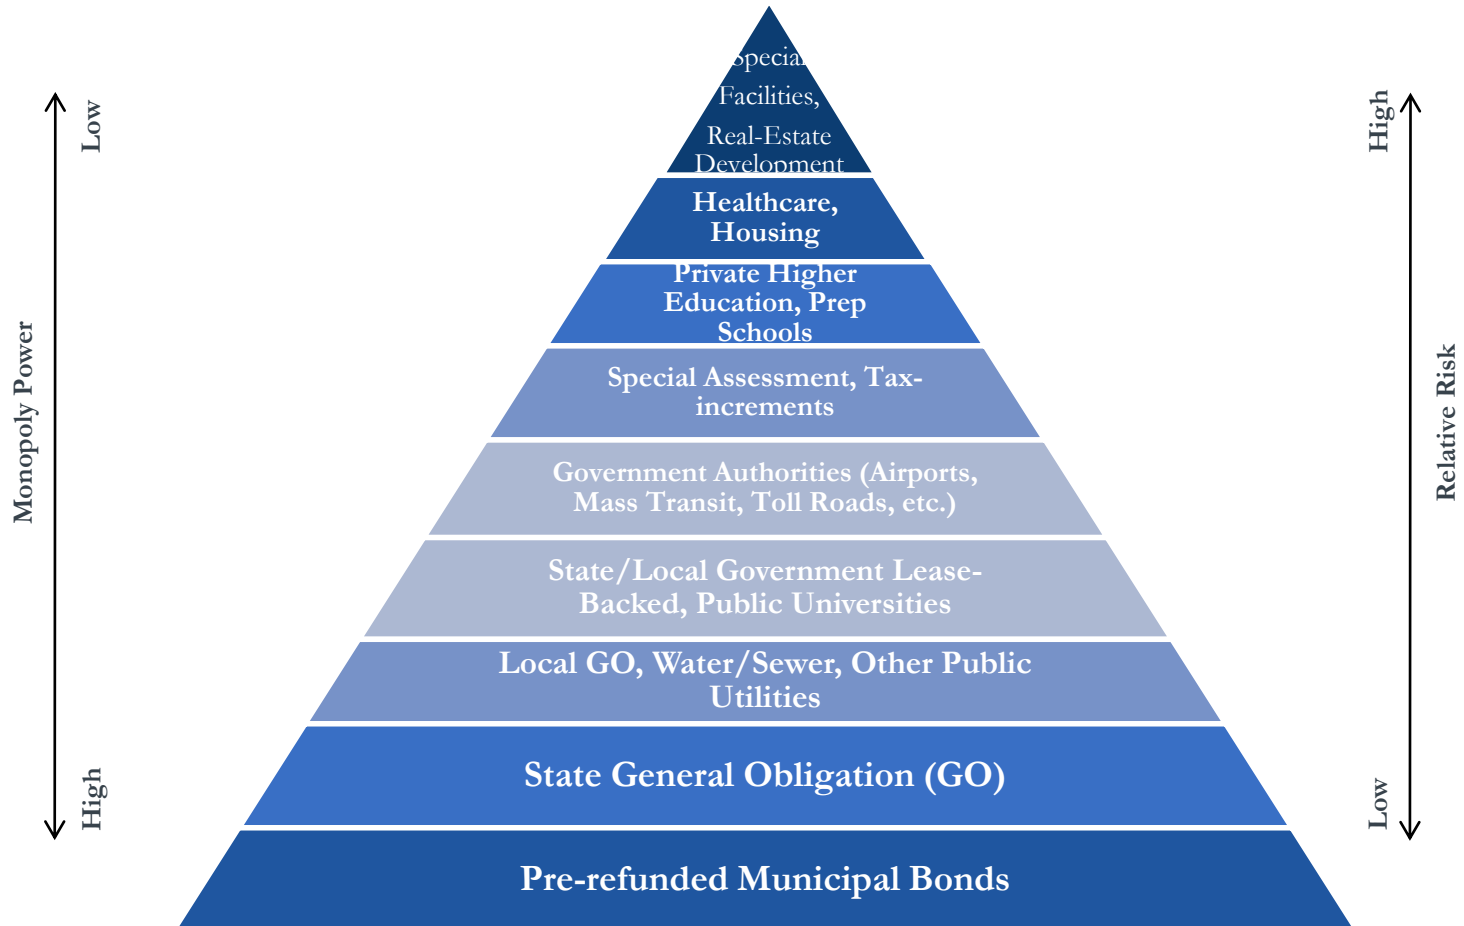 Special
Facilities,
Real-Estate
Development
Healthcare,
Housing
Private Higher
Education, Prep
Schools
Special Assessment, Tax-
increments
Government Authorities (Airports,
Mass Transit, Toll Roads, etc.)
State/Local Government Lease-
Backed, Public Universities
Local GO, Water/Sewer, Other Public
Utilities
State General Obligation (GO)
Pre-refunded Municipal Bonds
Low
Monopoly Power
High
High
Relative Risk
Low